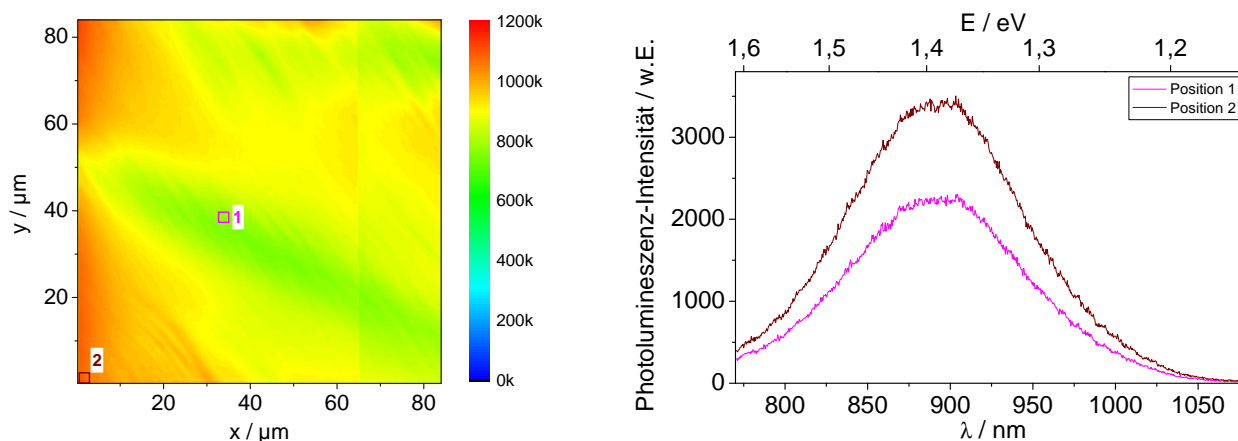 80
60
40
20
y / µm
20
40
60
80
x / µm
1
2
1200k
1000k
800k
600k
400k
200k
0k
E / eV
1,6
1,5
1,4
1,3
1,2
Position 1
Position 2
Photolumineszenz-Intensität / w.E.
3000
2000
1000
0
800
850
900
950
1000
1050
λ / nm